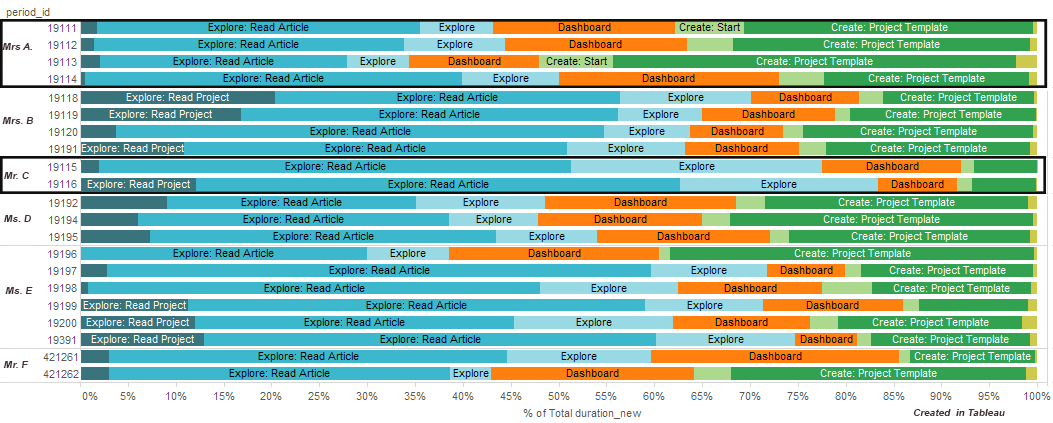 period_id
Mrs A.
19111 Explore: Read Article Explore Dashboard Create: Start Create: Project Template
19112 Explore: Read Article Explore Dashboard Create: Project Template
19113 Explore: Read Article Explore Dashboard Create: Start Create: Project Template
19114 Explore: Read Article Explore Dashboard Create: Project Template
Mrs. B
19118 Explore: Read Project Explore: Read Article Explore Dashboard Create: Project Template
19119 Explore: Read Project Explore: Read Article Explore Dashboard Create: Project Template
19120 Explore: Read Article Explore Dashboard Create: Project Template
19191 Explore: Read Project Explore: Read Article Explore Dashboard Create: Project Template
Mr. C
19115 Explore: Read Article Explore Dashboard
19116 Explore: Read Project Explore: Read Article Explore Dashboard
Ms. D
19192 Explore: Read Article Explore Dashboard Create: Project Template
19194 Explore: Read Article Explore Dashboard Create: Project Template
19195 Explore: Read Article Explore Dashboard Create: Project Template
Ms. E
19196 Explore: Read Article Explore Dashboard Create: Project Template
19197 Explore: Read Article Explore Dashboard Create: Project Template
19198 Explore: Read Article Explore Dashboard Create: Project Template
19199 Explore: Read Project Explore: Read Article Explore Dashboard
19200 Explore: Read Project Explore: Read Article Explore Dashboard Create: Project Template
19391 Explore: Read Project Explore: Read Article Explore Dashboard Create: Project Template
Mr. F
421261 Explore: Read Article Explore Dashboard Create: Project Template
421262 Explore: Read Article Explore Dashboard Create: Project Template
0% 5% 10% 15% 20% 25% 30% 35% 40% 45% 50% 55% 60% 65% 70% 75% 80% 85% 90% 95% 100%
% of Total duration_new
Created in Tableau